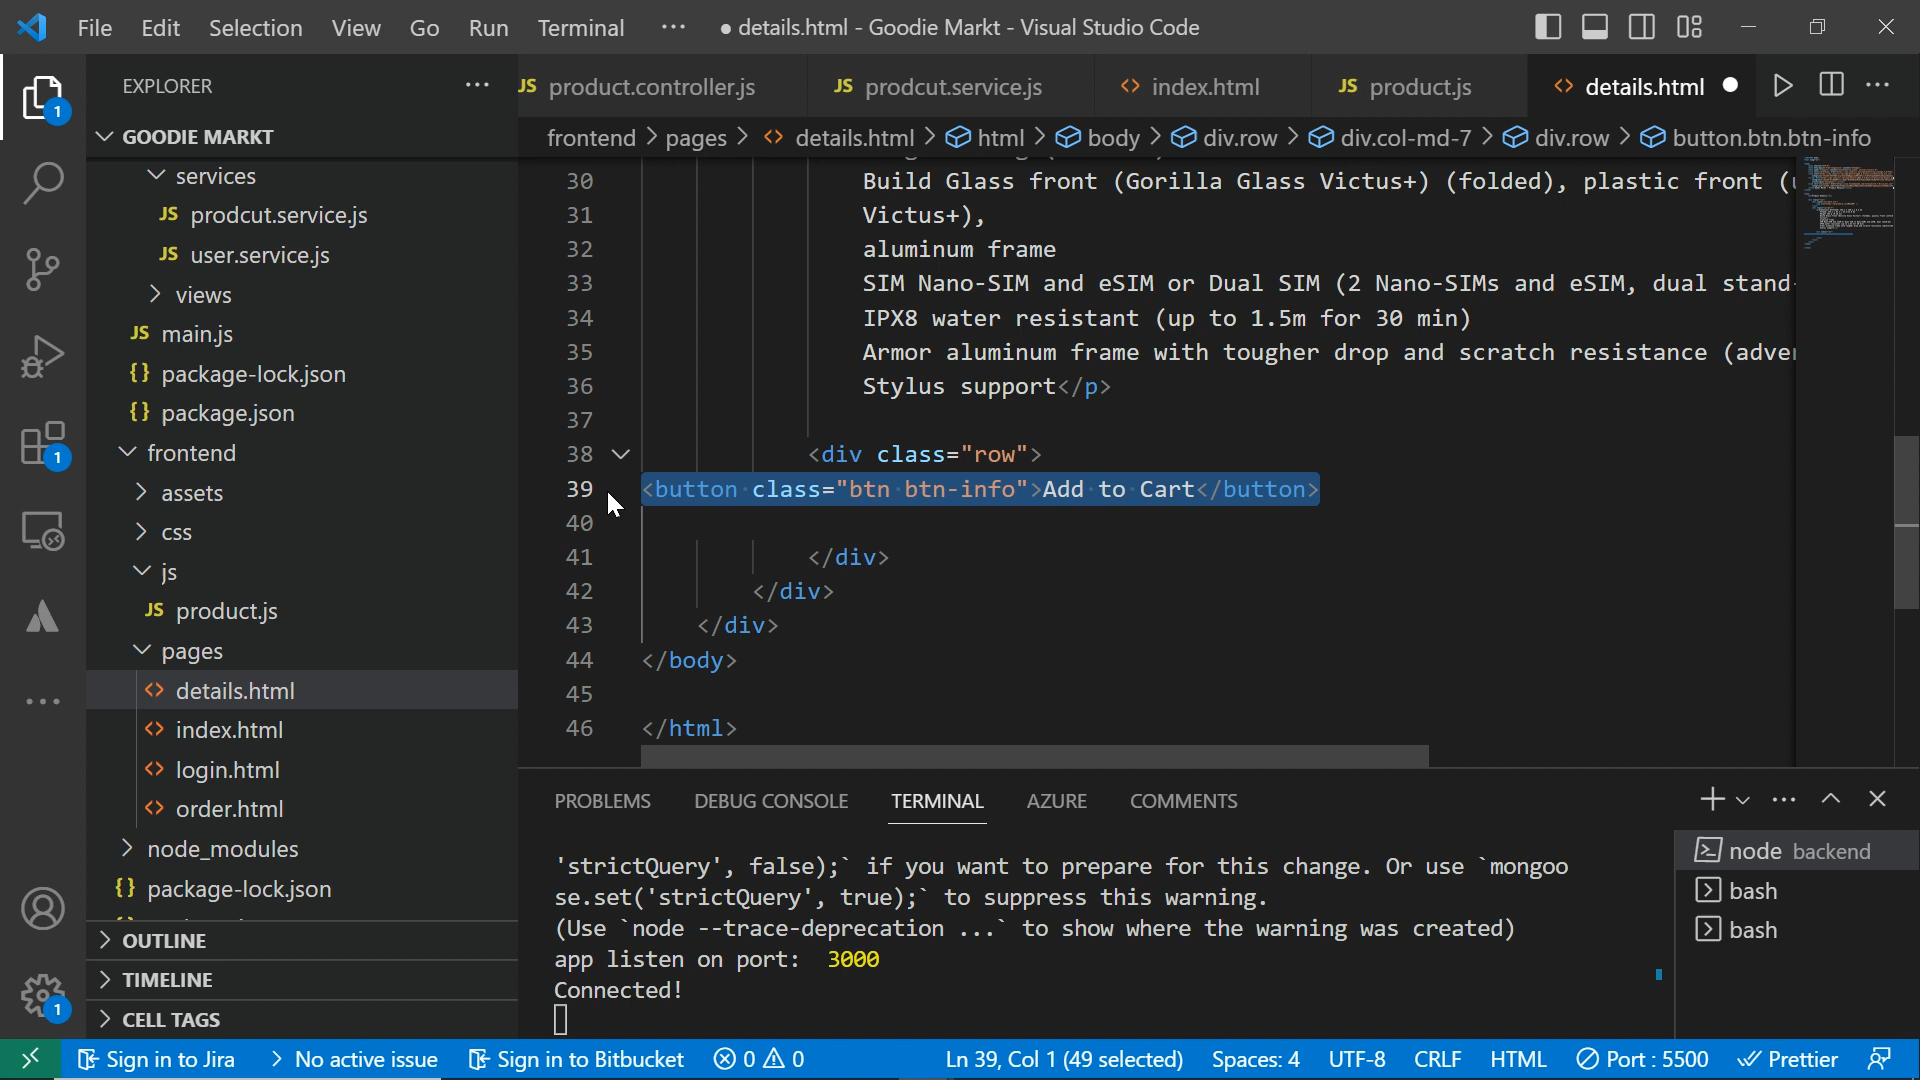 File Edit Selection View Go Run Terminal ··· ● details.html - Goodie Markt - Visual Studio Code
EXPLORER ···
JS product.controller.js JS prodcut.service.js <> index.html JS product.js <> details.html ●
GOODIE MARKT
frontend > pages > <> details.html > html > body > div.row > div.col-md-7 > div.row > button.btn.btn-info
services
JS prodcut.service.js
JS user.service.js
views
JS main.js
{} package-lock.json
{} package.json
frontend
assets
css
js
JS product.js
pages
<> details.html
<> index.html
<> login.html
<> order.html
node_modules
{} package-lock.json
OUTLINE
TIMELINE
CELL TAGS
30 Build Glass front (Gorilla Glass Victus+) (folded), plastic front (
31 Victus+),
32 aluminum frame
33 SIM Nano-SIM and eSIM or Dual SIM (2 Nano-SIMs and eSIM, dual stand-
34 IPX8 water resistant (up to 1.5m for 30 min)
35 Armor aluminum frame with tougher drop and scratch resistance (adve
36 Stylus support</p>
37
38 <div class="row">
39 <button class="btn btn-info">Add to Cart</button>
40
41 </div>
42 </div>
43 </div>
44 </body>
45
46 </html>
PROBLEMS DEBUG CONSOLE TERMINAL AZURE COMMENTS
'strictQuery', false);` if you want to prepare for this change. Or use `mongoo
se.set('strictQuery', true);` to suppress this warning.
(Use `node --trace-deprecation ...` to show where the warning was created)
app listen on port: 3000
Connected!
node backend
bash
bash
1
1
1
Sign in to Jira > No active issue Sign in to Bitbucket 0 0 Ln 39, Col 1 (49 selected) Spaces: 4 UTF-8 CRLF HTML Port : 5500 Prettier